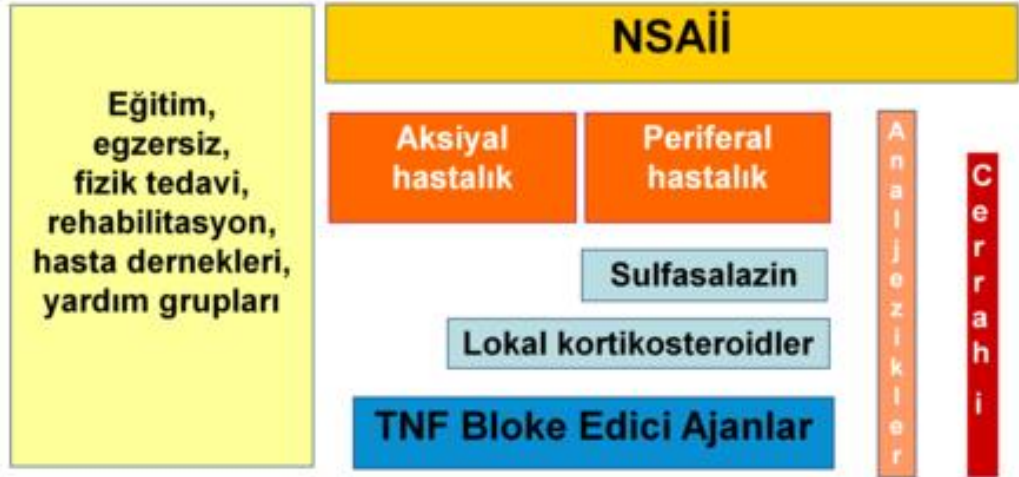 Eğitim,
egzersiz,
fizik tedavi,
rehabilitasyon,
hasta dernekleri,
yardım grupları
NSAİİ
Aksiyal
hastalık
Periferal
hastalık
Sulfasalazin
Lokal kortikosteroidler
TNF Bloke Edici Ajanlar
Analjezikler
Cerrahi